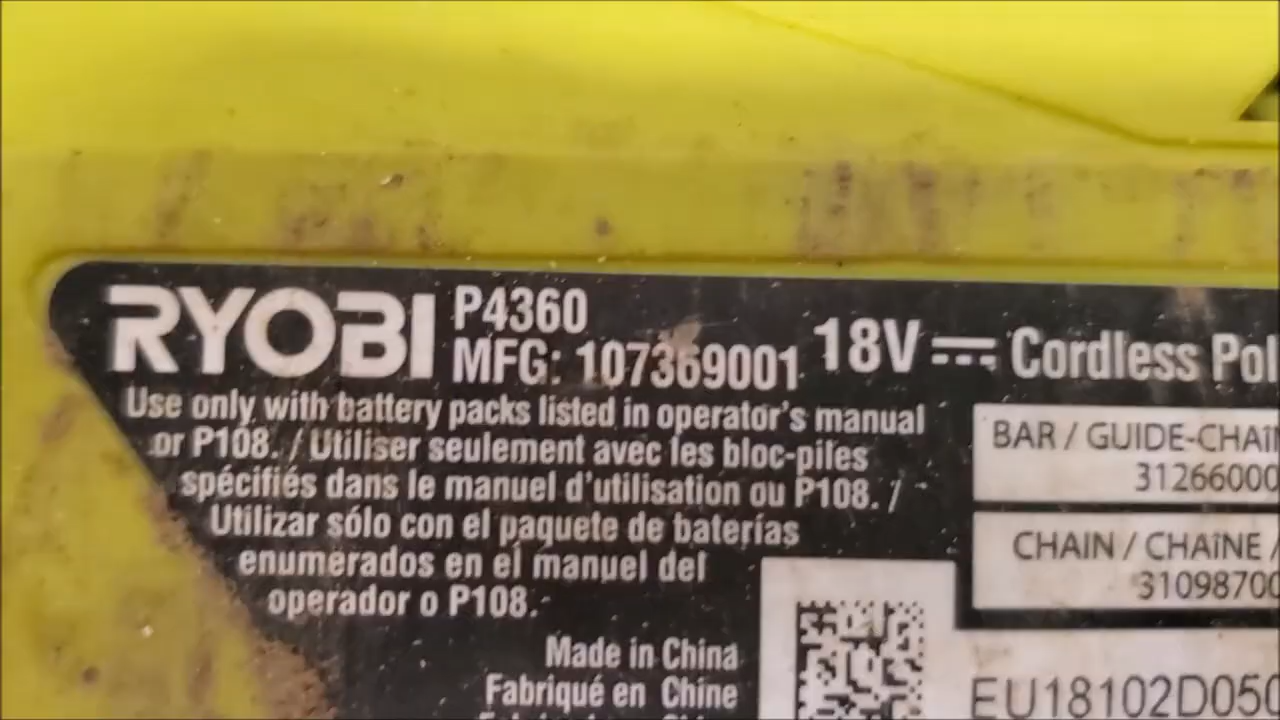 RYOBI
P4360
MFG: 107369001
18V Cordless Pol
Use only with battery packs listed in operator's manual
or P108. / Utiliser seulement avec les bloc-piles
spécifiés dans le manuel d'utilisation ou P108. /
Utilizar sólo con el paquete de baterías
enumerados en el manuel del
operador o P108.
Made in China
Fabriqué en Chine
BAR / GUIDE-CHAÎ
31266000
CHAIN / CHAÎNE /
31098700
EU18102D050